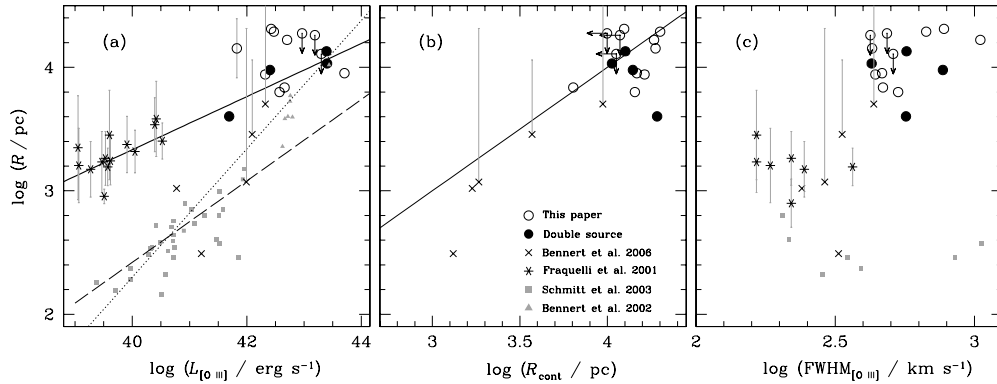 (a)
(b)
(c)
log (R / pc)
4
3
2
○ This paper
● Double source
× Bennert et al. 2006
Fraquelli et al. 2001
Schmitt et al. 2003
Bennert et al. 2002
40 41 42 43 44
3 3.5 4
2 2.5 3
log (L[O III] / erg s−1)
log (Rcont / pc)
log (FWHM[O III] / km s−1)